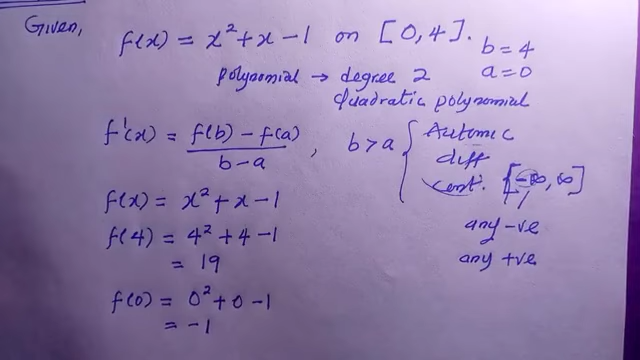 Given,
f(x) = x² + x − 1 on [0,4].
b = 4
a = 0
polynomial → degree 2
quadratic polynomial
f'(x) = f(b) − f(a) / b − a , b > a { Automic
diff
cont. [−∞, ∞]
any −ve
any +ve
f(x) = x² + x − 1
f(4) = 4² + 4 − 1
= 19
f(0) = 0² + 0 − 1
= −1